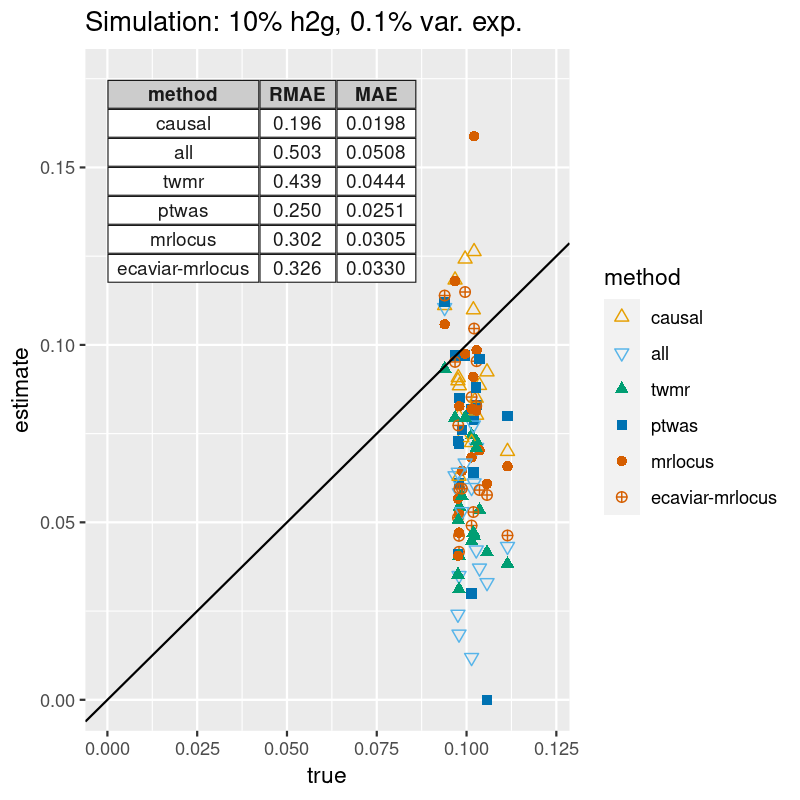 Simulation: 10% h2g, 0.1% var. exp.
method RMAE MAE
causal 0.196 0.0198
all 0.503 0.0508
twmr 0.439 0.0444
ptwas 0.250 0.0251
mrlocus 0.302 0.0305
ecaviar-mrlocus 0.326 0.0330
estimate
0.15
0.10
0.05
0.00
0.000 0.025 0.050 0.075 0.100 0.125
true
method
causal
all
twmr
ptwas
mrlocus
ecaviar-mrlocus